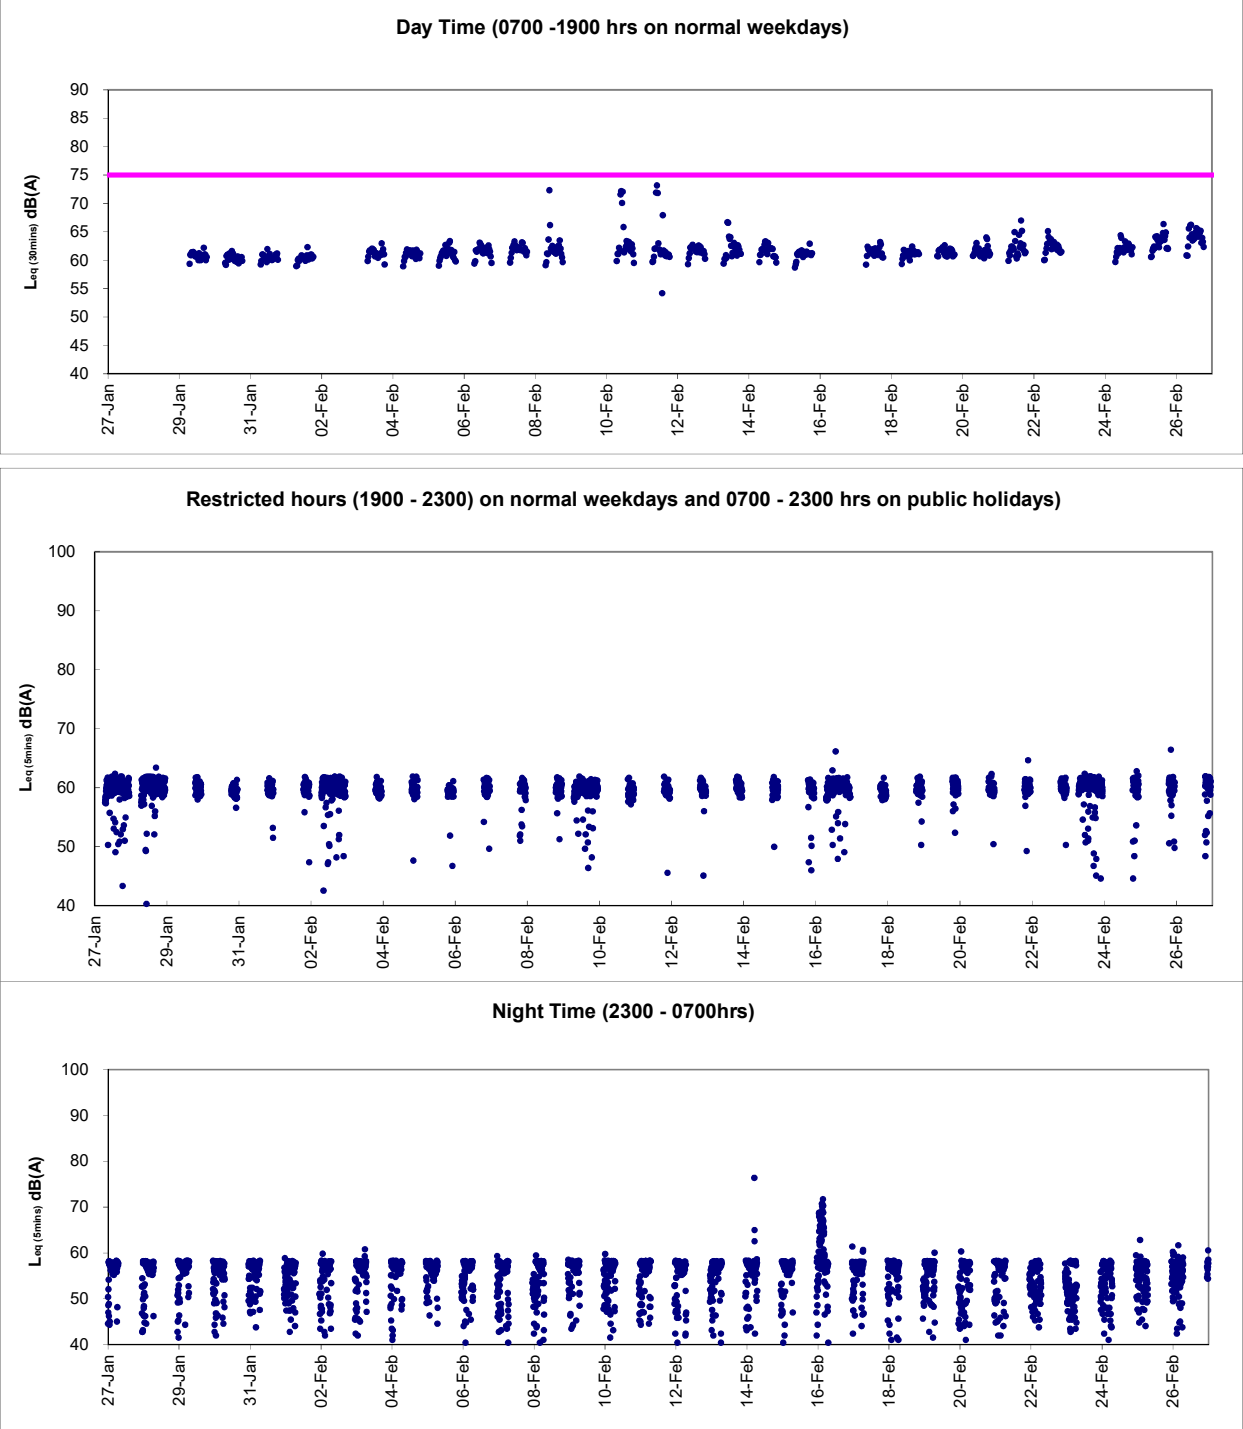 Day Time (0700 -1900 hrs on normal weekdays)
90
85
80
75
70
65
60
55
50
45
40
Leq (30mins) dB(A)
27-Jan
29-Jan
31-Jan
02-Feb
04-Feb
06-Feb
08-Feb
10-Feb
12-Feb
14-Feb
16-Feb
18-Feb
20-Feb
22-Feb
24-Feb
26-Feb
Restricted hours (1900 - 2300) on normal weekdays and 0700 - 2300 hrs on public holidays)
100
90
80
70
60
50
40
Leq (5mins) dB(A)
27-Jan
29-Jan
31-Jan
02-Feb
04-Feb
06-Feb
08-Feb
10-Feb
12-Feb
14-Feb
16-Feb
18-Feb
20-Feb
22-Feb
24-Feb
26-Feb
Night Time (2300 - 0700hrs)
100
90
80
70
60
50
40
Leq (5mins) dB(A)
27-Jan
29-Jan
31-Jan
02-Feb
04-Feb
06-Feb
08-Feb
10-Feb
12-Feb
14-Feb
16-Feb
18-Feb
20-Feb
22-Feb
24-Feb
26-Feb